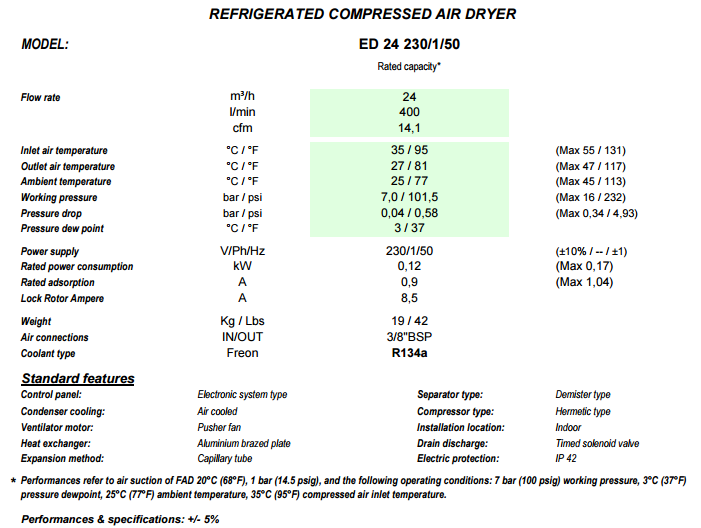 REFRIGERATED COMPRESSED AIR DRYER
MODEL: ED 24 230/1/50
Rated capacity*
Flow rate m³/h 24
l/min 400
cfm 14,1
Inlet air temperature °C / °F 35 / 95 (Max 55 / 131)
Outlet air temperature °C / °F 27 / 81 (Max 47 / 117)
Ambient temperature °C / °F 25 / 77 (Max 45 / 113)
Working pressure bar / psi 7,0 / 101,5 (Max 16 / 232)
Pressure drop bar / psi 0,04 / 0,58 (Max 0,34 / 4,93)
Pressure dew point °C / °F 3 / 37
Power supply V/Ph/Hz 230/1/50 (±10% / -- / ±1)
Rated power consumption kW 0,12 (Max 0,17)
Rated adsorption A 0,9 (Max 1,04)
Lock Rotor Ampere A 8,5
Weight Kg / Lbs 19 / 42
Air connections IN/OUT 3/8"BSP
Coolant type Freon R134a
Standard features
Control panel: Electronic system type Separator type: Demister type
Condenser cooling: Air cooled Compressor type: Hermetic type
Ventilator motor: Pusher fan Installation location: Indoor
Heat exchanger: Aluminium brazed plate Drain discharge: Timed solenoid valve
Expansion method: Capillary tube Electric protection: IP 42
* Performances refer to air suction of FAD 20°C (68°F), 1 bar (14.5 psig), and the following operating conditions: 7 bar (100 psig) working pressure, 3°C (37°F)
pressure dewpoint, 25°C (77°F) ambient temperature, 35°C (95°F) compressed air inlet temperature.
Performances & specifications: +/- 5%